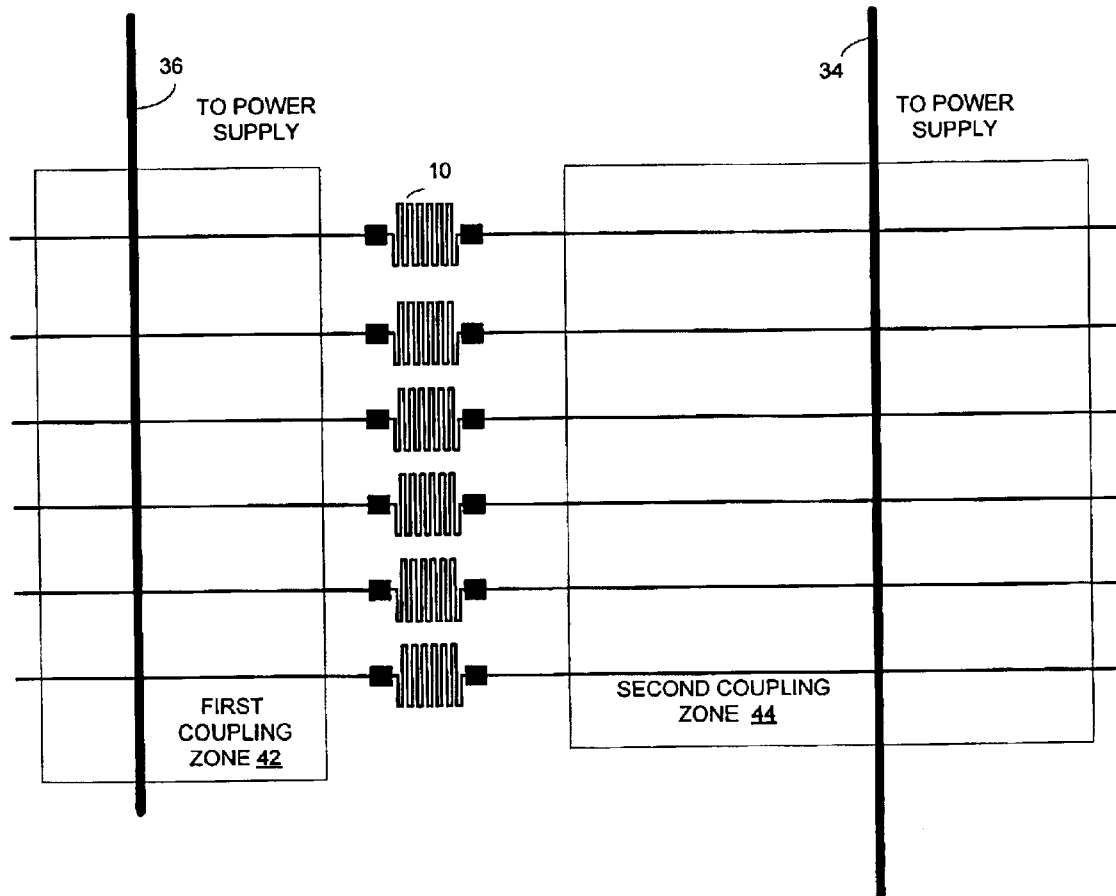 36
34
TO POWER
SUPPLY
TO POWER
SUPPLY
10
FIRST
COUPLING
ZONE 42
SECOND COUPLING
ZONE 44